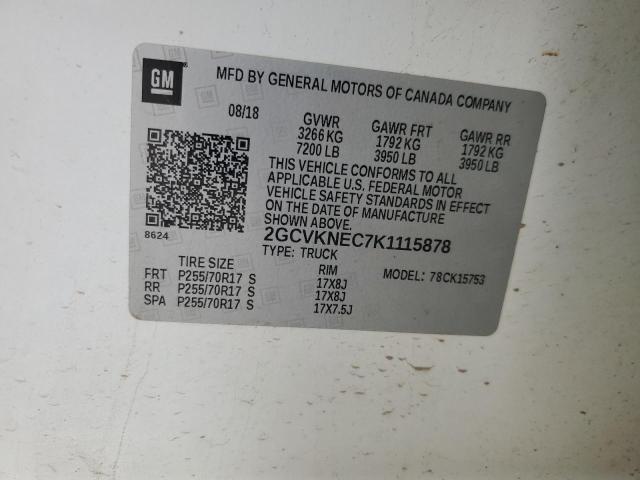 GM
MFD BY GENERAL MOTORS OF CANADA COMPANY
08/18 GVWR GAWR FRT GAWR RR
3266 KG 1792 KG 1792 KG
7200 LB 3950 LB 3950 LB
THIS VEHICLE CONFORMS TO ALL
APPLICABLE U.S. FEDERAL MOTOR
VEHICLE SAFETY STANDARDS IN EFFECT
ON THE DATE OF MANUFACTURE
SHOWN ABOVE.
8624
2GCVKNEC7K1115878
TYPE: TRUCK
TIRE SIZE RIM MODEL: 78CK15753
FRT P255/70R17 S 17X8J
RR P255/70R17 S 17X8J
SPA P255/70R17 S 17X7.5J